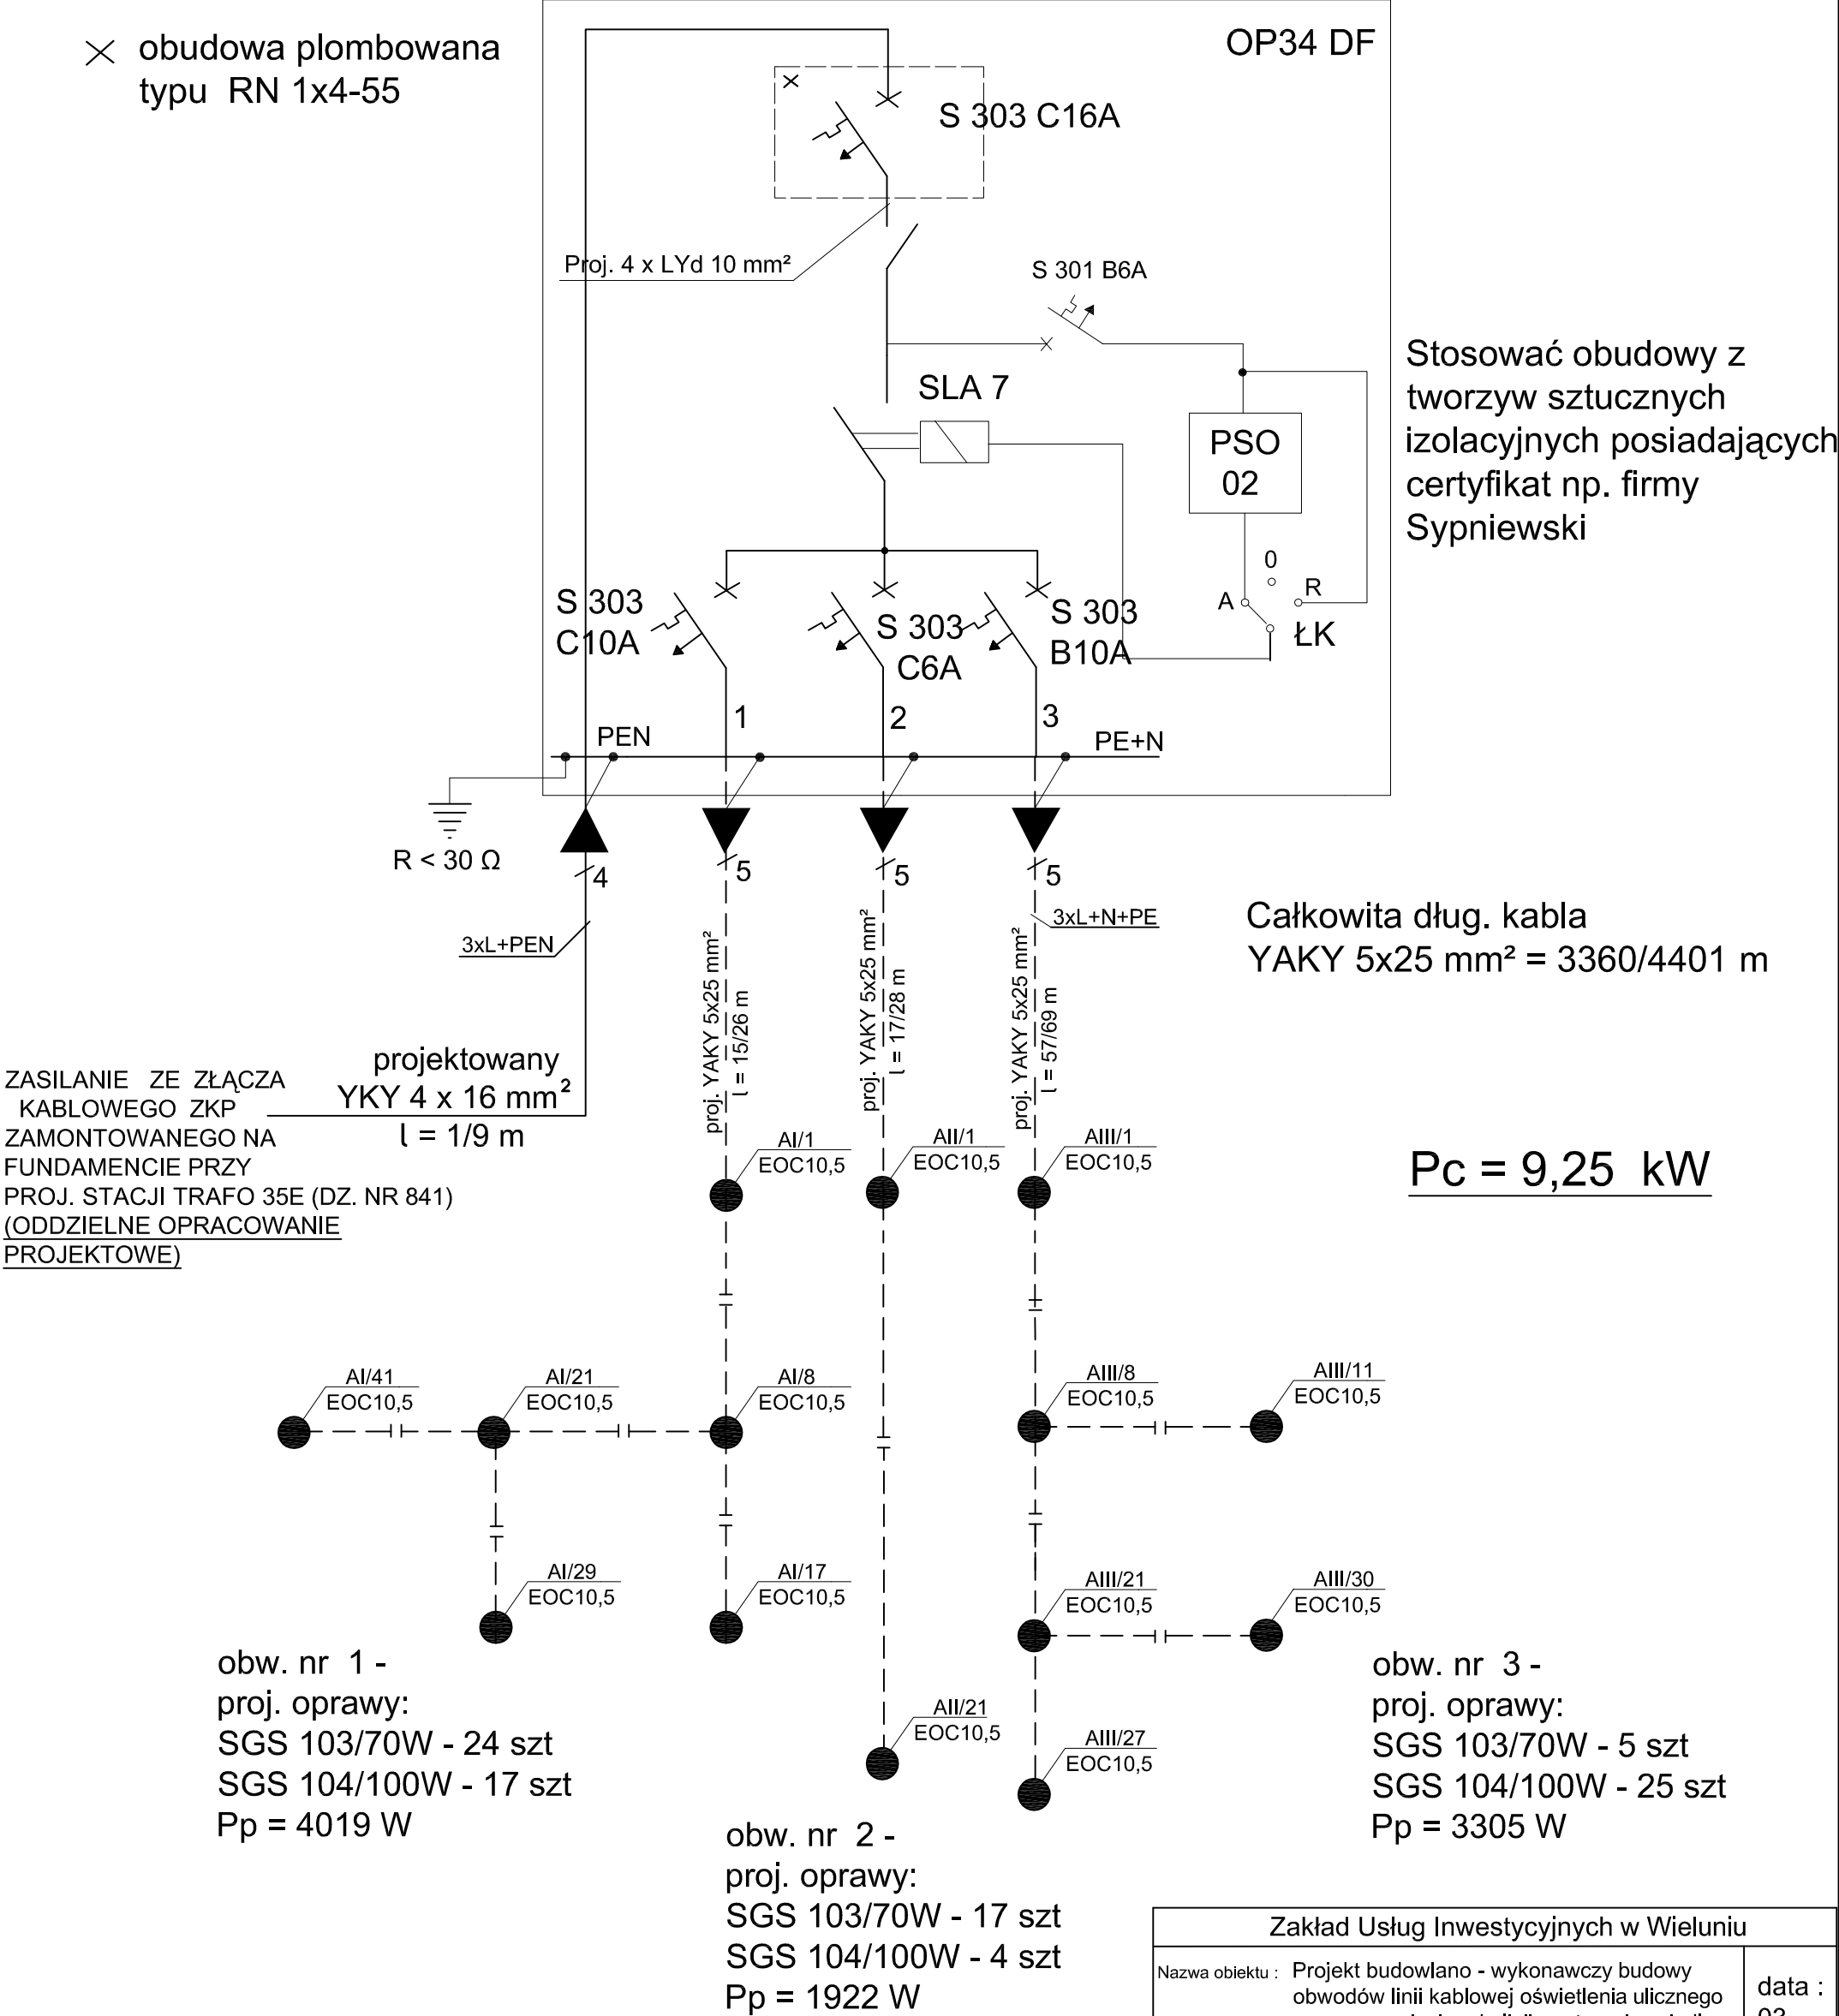 obudowa plombowana
typu RN 1x4-55
OP34 DF
S 303 C16A
Proj. 4 x LYd 10 mm²
S 301 B6A
SLA 7
PSO
02
0
A
R
ŁK
Stosować obudowy z
tworzyw sztucznych
izolacyjnych posiadających
certyfikat np. firmy
Sypniewski
S 303
C10A
S 303
C6A
S 303
B10A
1
2
3
PEN
PE+N
R < 30 Ω
4
5
5
5
3xL+PEN
3xL+N+PE
Całkowita dług. kabla
YAKY 5x25 mm² = 3360/4401 m
proj. YAKY 5x25 mm²
l = 15/26 m
proj. YAKY 5x25 mm²
l = 17/28 m
proj. YAKY 5x25 mm²
l = 57/69 m
projektowany
YKY 4 x 16 mm²
l = 1/9 m
ZASILANIE ZE ZŁĄCZA
KABLOWEGO ZKP
ZAMONTOWANEGO NA
FUNDAMENCIE PRZY
PROJ. STACJI TRAFO 35E (DZ. NR 841)
(ODDZIELNE OPRACOWANIE
PROJEKTOWE)
AI/1
EOC10,5
AII/1
EOC10,5
AIII/1
EOC10,5
Pc = 9,25 kW
AI/41
EOC10,5
AI/21
EOC10,5
AI/8
EOC10,5
AIII/8
EOC10,5
AIII/11
EOC10,5
AI/29
EOC10,5
AI/17
EOC10,5
AIII/21
EOC10,5
AIII/30
EOC10,5
AII/21
EOC10,5
AIII/27
EOC10,5
obw. nr 1 -
proj. oprawy:
SGS 103/70W - 24 szt
SGS 104/100W - 17 szt
Pp = 4019 W
obw. nr 2 -
proj. oprawy:
SGS 103/70W - 17 szt
SGS 104/100W - 4 szt
Pp = 1922 W
obw. nr 3 -
proj. oprawy:
SGS 103/70W - 5 szt
SGS 104/100W - 25 szt
Pp = 3305 W
Zakład Usług Inwestycyjnych w Wieluniu
Nazwa obiektu : Projekt budowlano - wykonawczy budowy
obwodów linii kablowej oświetlenia ulicznego
data :